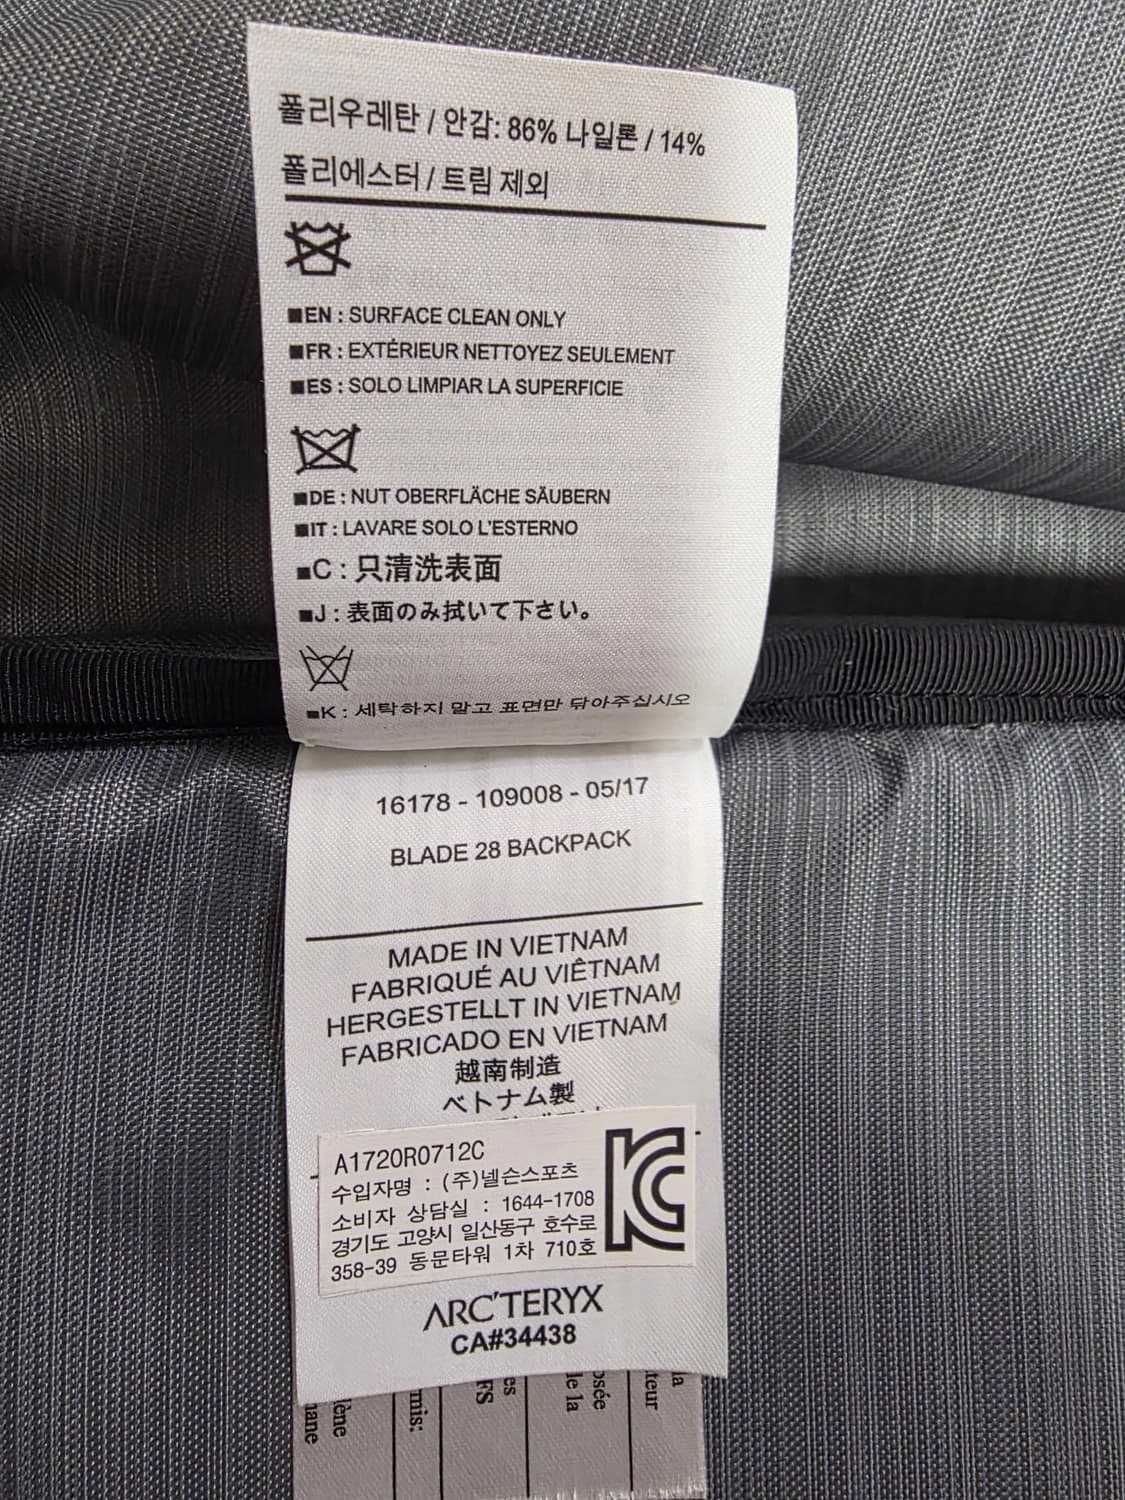 폴리우레탄 / 안감: 86% 나일론 / 14%
폴리에스터 / 트림 제외
■EN : SURFACE CLEAN ONLY
■FR : EXTÉRIEUR NETTOYEZ SEULEMENT
■ES : SOLO LIMPIAR LA SUPERFICIE
■DE : NUT OBERFLÄCHE SÄUBERN
■IT : LAVARE SOLO L'ESTERNO
■C : 只清洗表面
■J : 表面のみ拭いて下さい。
■K : 세탁하지 말고 표면만 닦아주십시오
16178 - 109008 - 05/17
BLADE 28 BACKPACK
MADE IN VIETNAM
FABRIQUÉ AU VIÊTNAM
HERGESTELLT IN VIETNAM
FABRICADO EN VIETNAM
越南制造
ベトナム製
A1720R0712C
수입자명 : (주)넬슨스포츠
소비자 상담실 : 1644-1708
경기도 고양시 일산동구 호수로
358-39 동문타워 1차 710호
ARC'TERYX
CA#34438